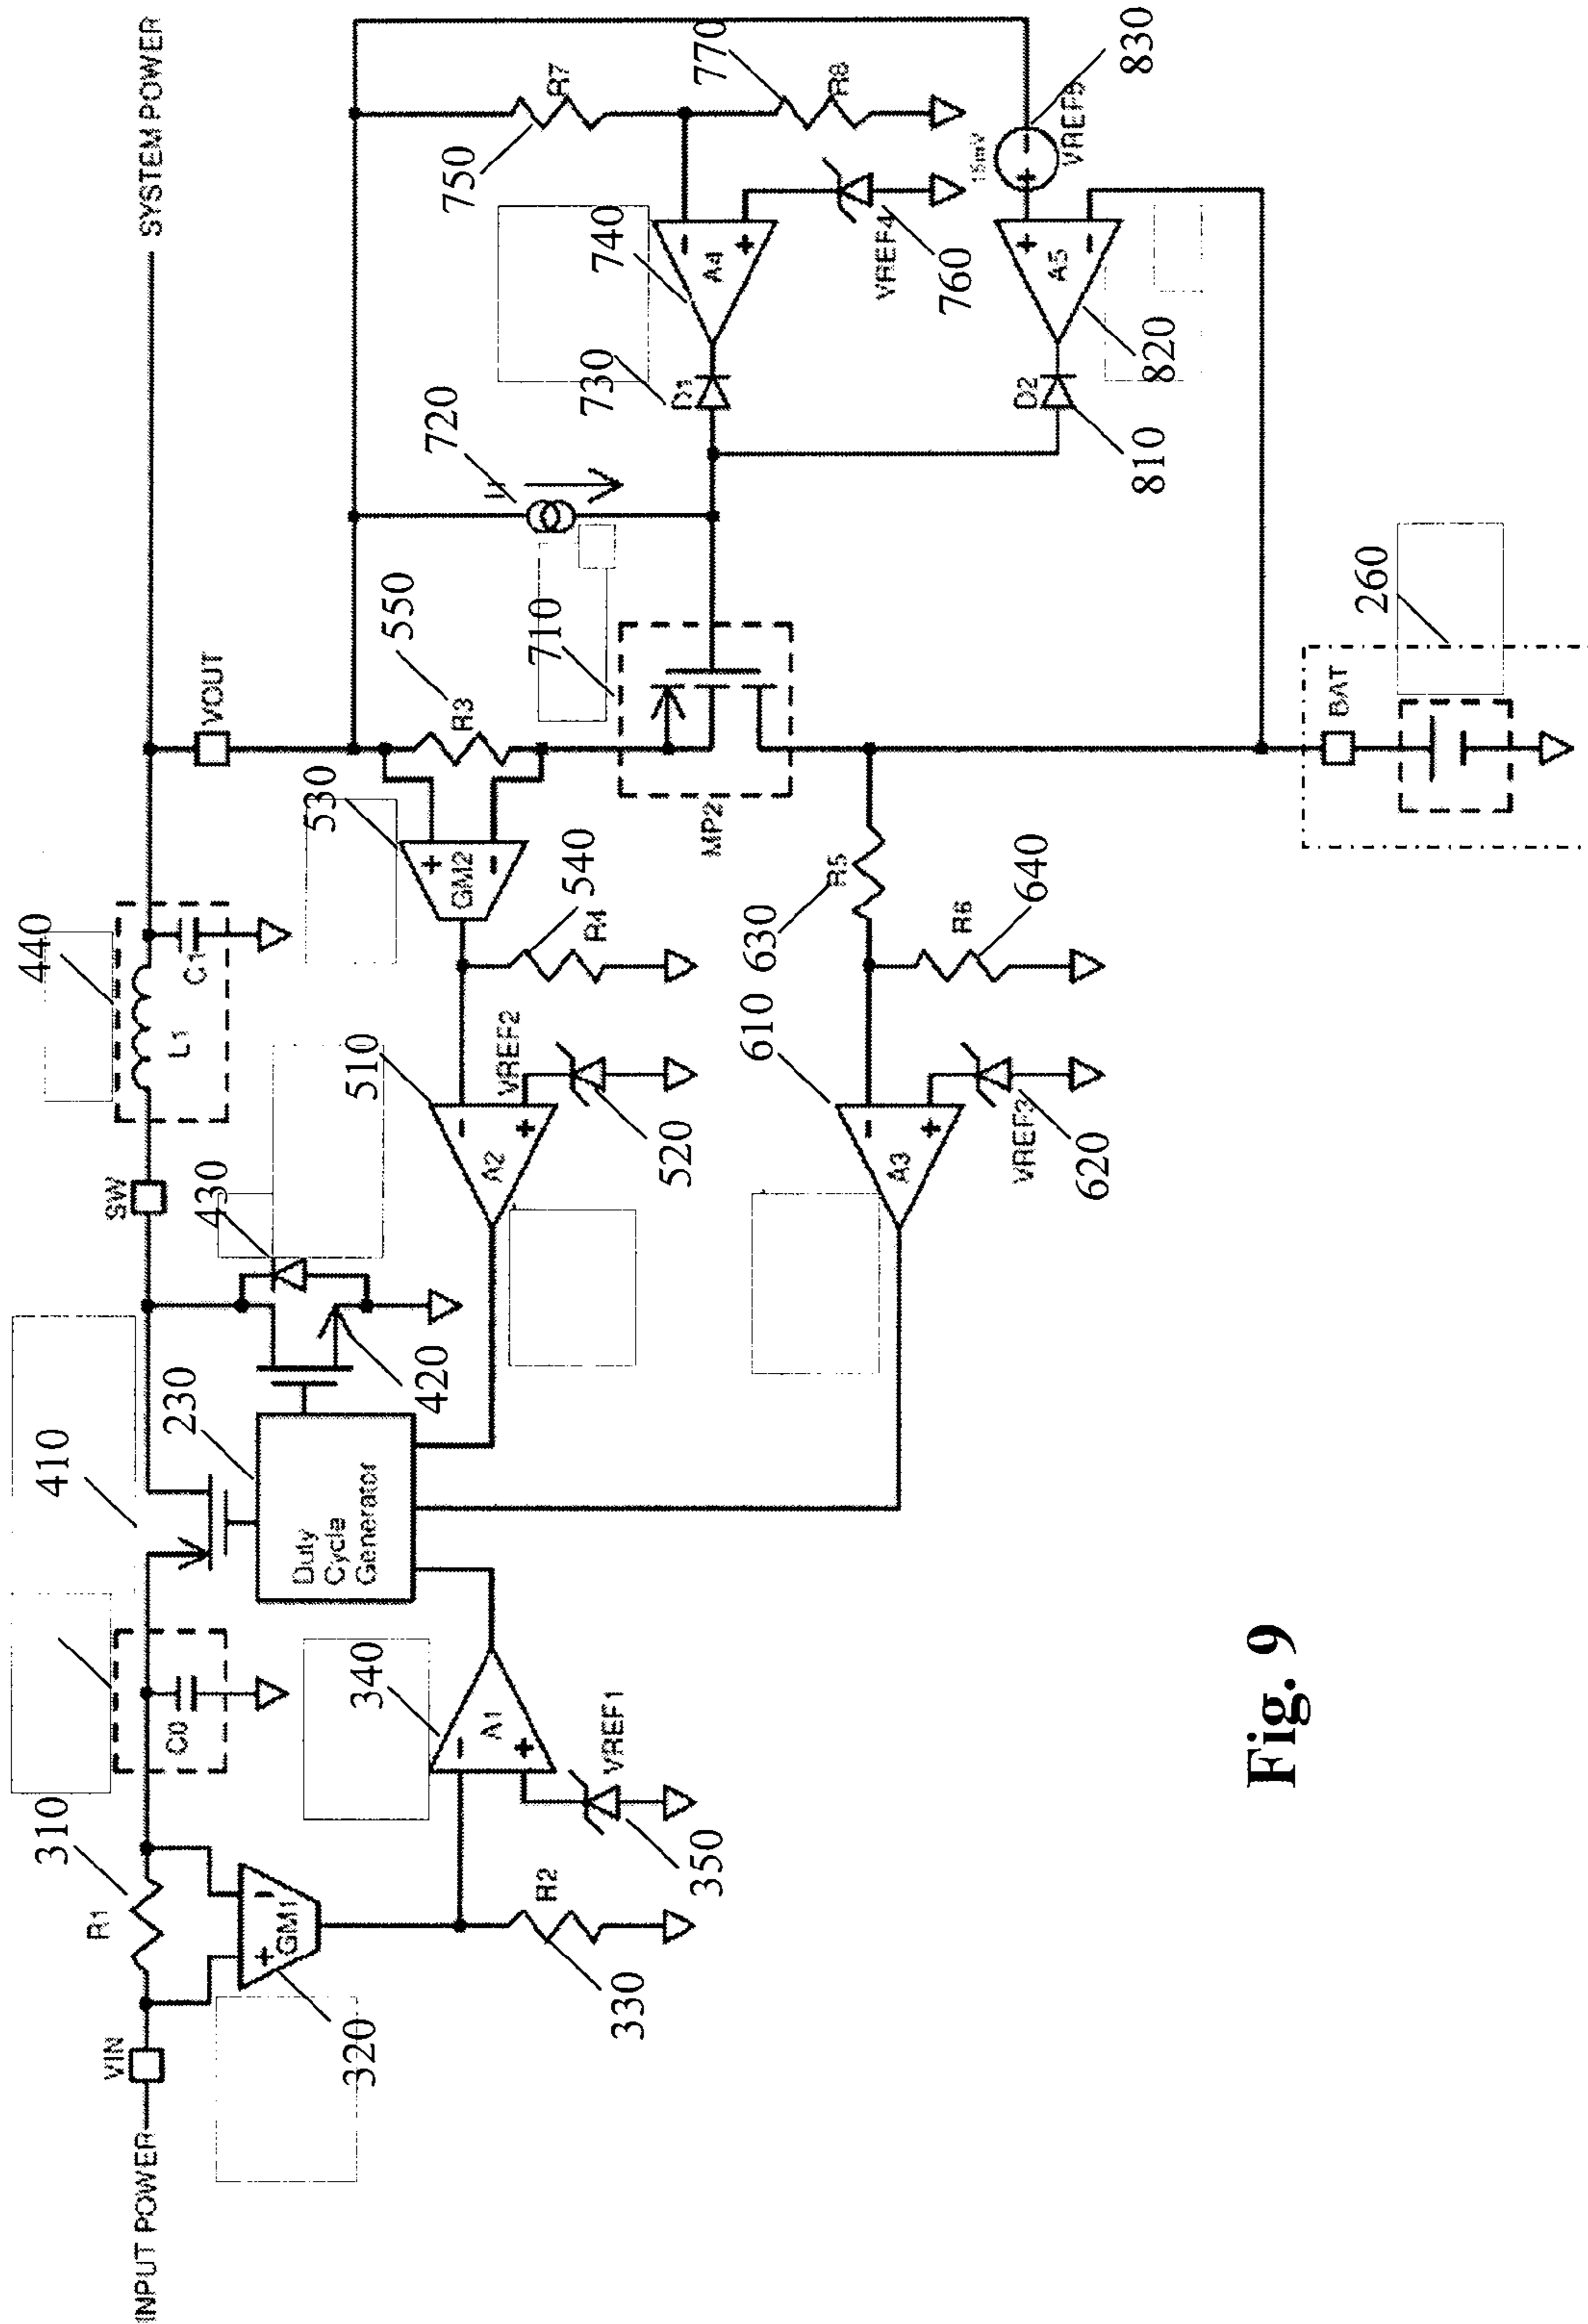 INPUT POWER
VIN
R1
310
GM1
+
-
320
R2
330
C0
A1
-
+
340
VREF1
350
410
230
Duty
Cycle
Generator
420
430
SW
440
L1
C1
A2
-
+
510
VREF2
520
GM2
+
-
530
R4
540
A3
-
+
610
VREF3
620
R5
630
R6
640
VOUT
SYSTEM POWER
R3
550
MP2
710
720
D1
730
A4
-
+
740
R7
750
VREF4
760
R8
770
D2
810
A5
+
-
820
+
-
VREF5
830
BAT
260
Fig. 9